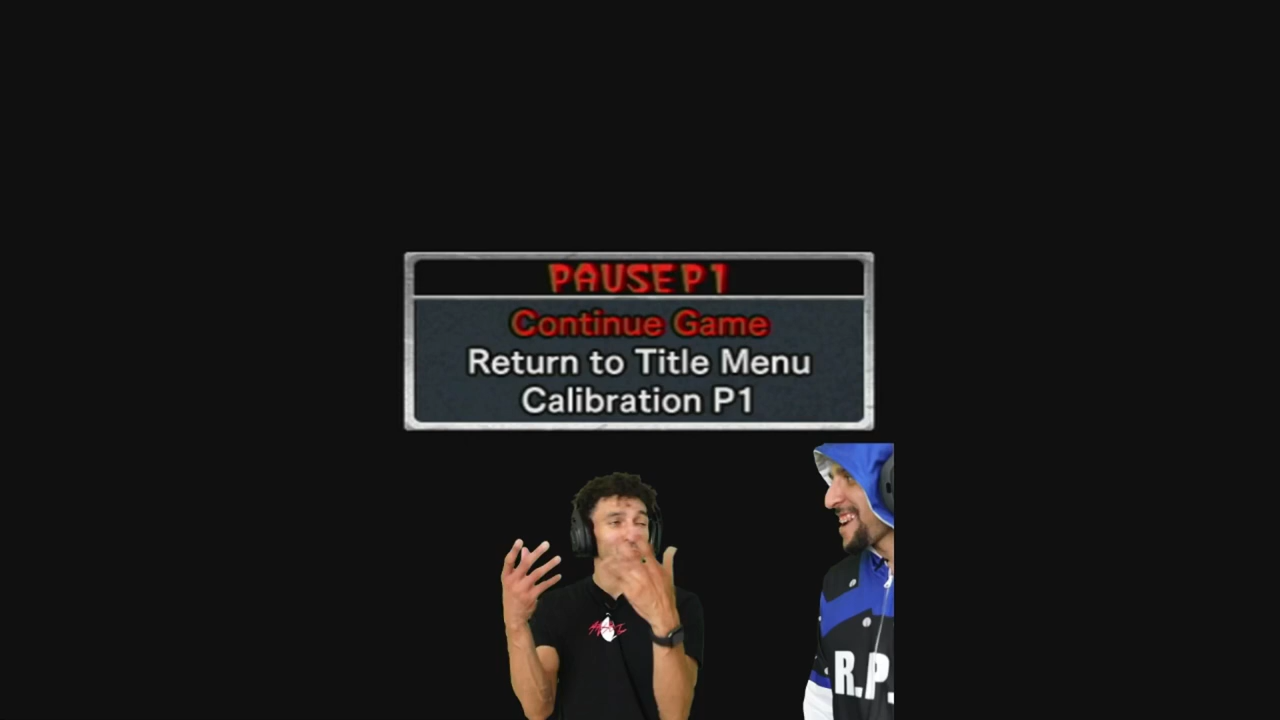 PAUSE P1
Continue Game
Return to Title Menu
Calibration P1
R.P.